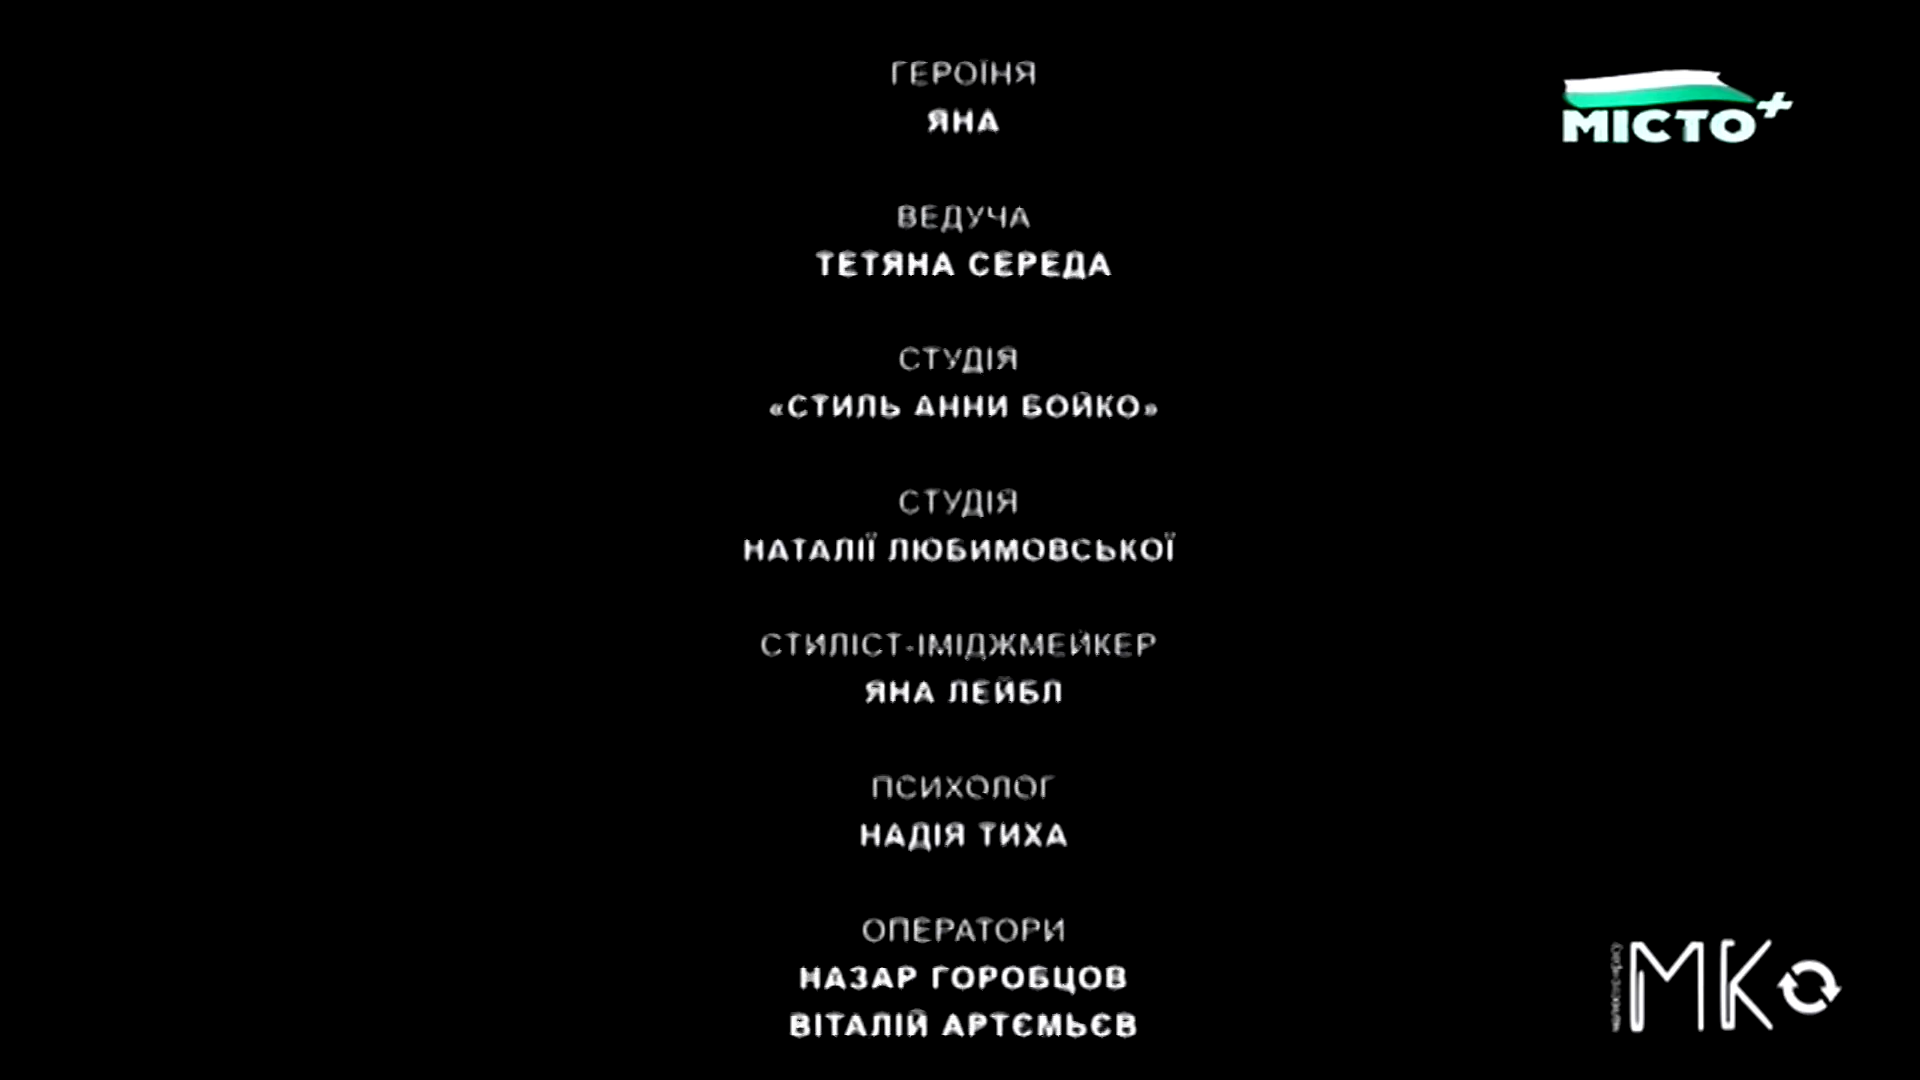 ГЕРОЇНЯ
ЯНА
МІСТО+
ВЕДУЧА
ТЕТЯНА СЕРЕДА
СТУДІЯ
«СТИЛЬ АННИ БОЙКО»
СТУДІЯ
НАТАЛІЇ ЛЮБИМОВСЬКОЇ
СТИЛІСТ-ІМІДЖМЕЙКЕР
ЯНА ЛЕЙБЛ
ПСИХОЛОГ
НАДІЯ ТИХА
ОПЕРАТОРИ
НАЗАР ГОРОБЦОВ
ВІТАЛІЙ АРТЄМЬЄВ
МК